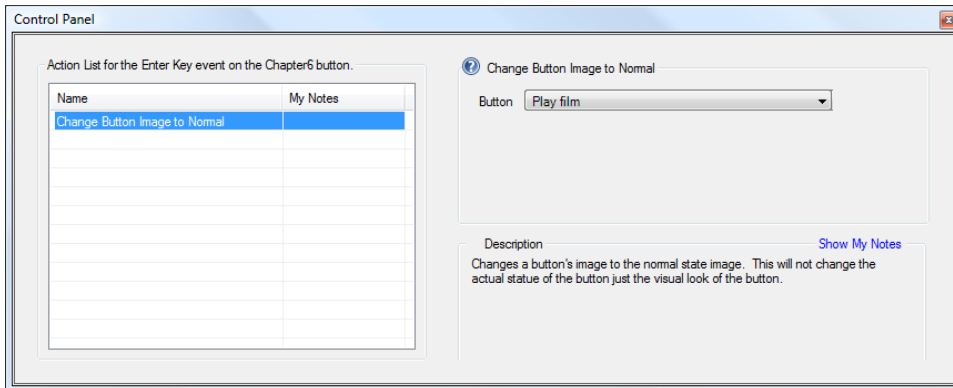 Control Panel
Action List for the Enter Key event on the Chapter6 button.
Name My Notes
Change Button Image to Normal
Change Button Image to Normal
Button Play film
Description Show My Notes
Changes a button's image to the normal state image. This will not change the
actual statue of the button just the visual look of the button.